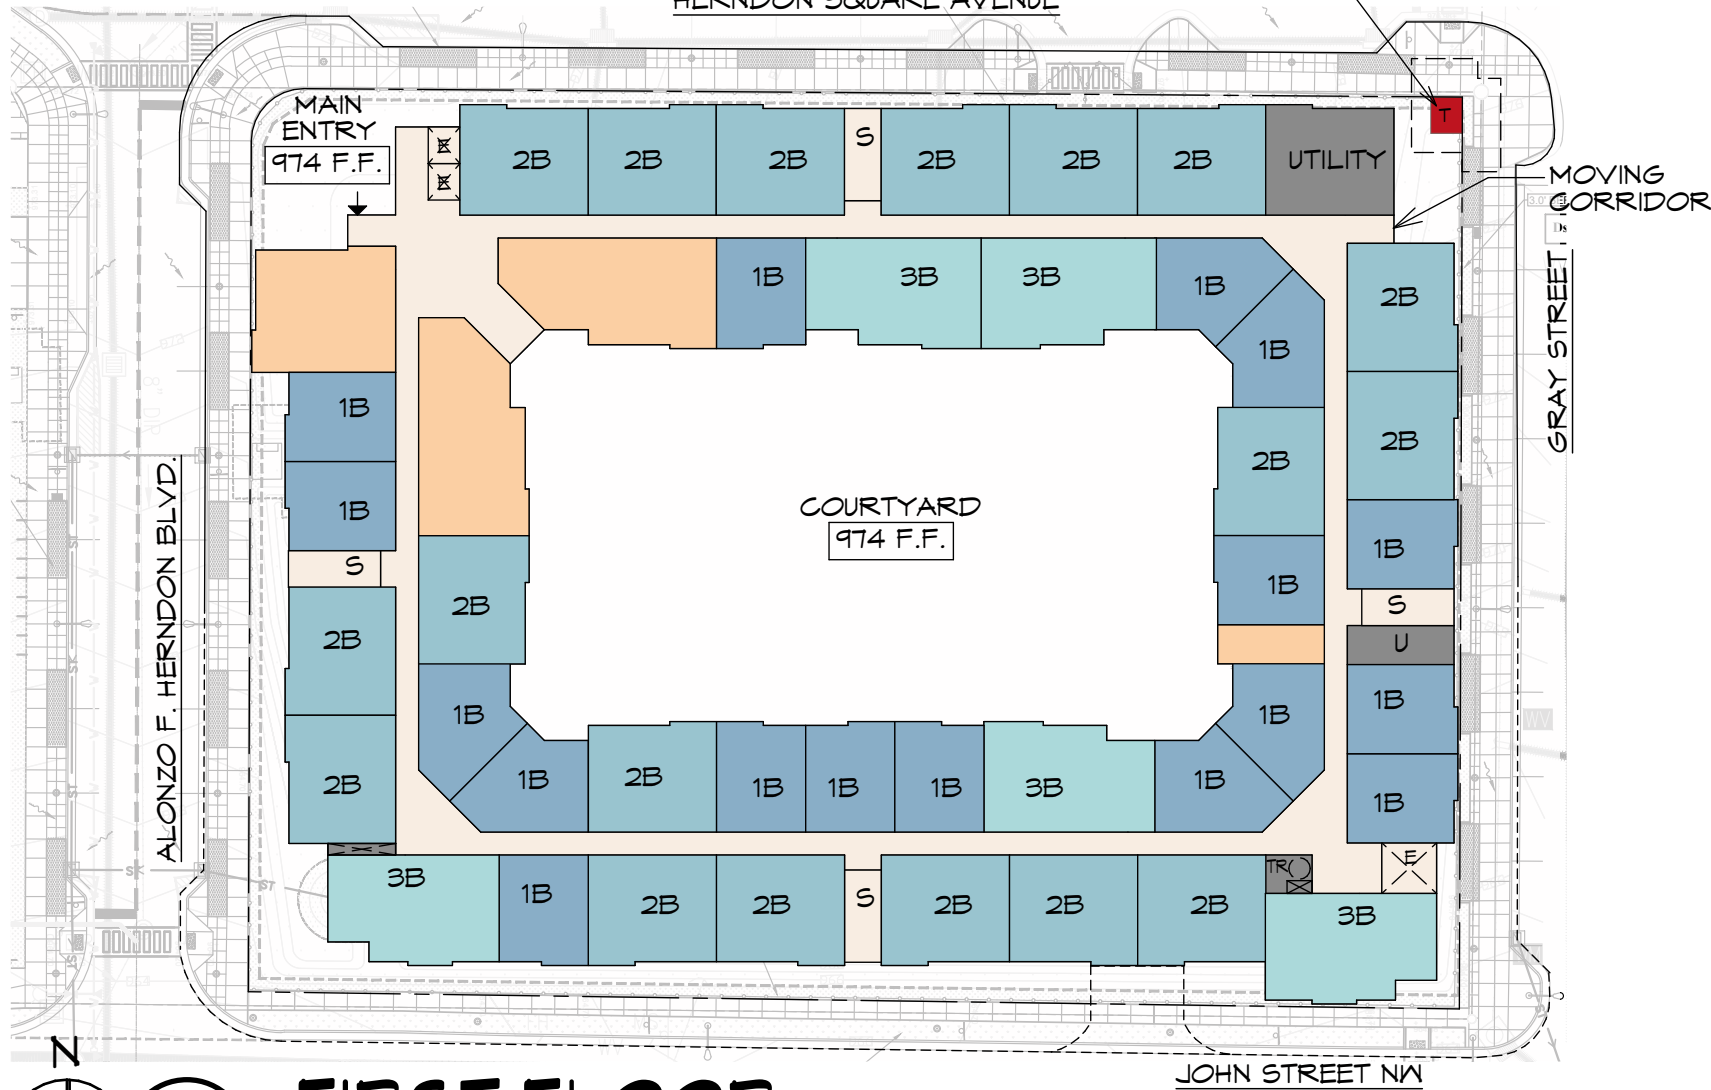 HERNDON SQUARE AVENUE
MAIN
ENTRY
974 F.F.
E
E
2B
2B
2B
S
2B
2B
2B
UTILITY
T
MOVING
CORRIDOR
GRAY STREET
1B
3B
3B
1B
1B
2B
2B
1B
1B
S
2B
2B
1B
2B
1B
1B
S
U
COURTYARD
974 F.F.
ALONZO F. HERNDON BLVD.
2B
2B
1B
1B
2B
1B
1B
1B
3B
1B
1B
1B
1B
E
3B
1B
2B
2B
S
2B
2B
2B
TR
3B
N
FIRST FLOOR
JOHN STREET NW